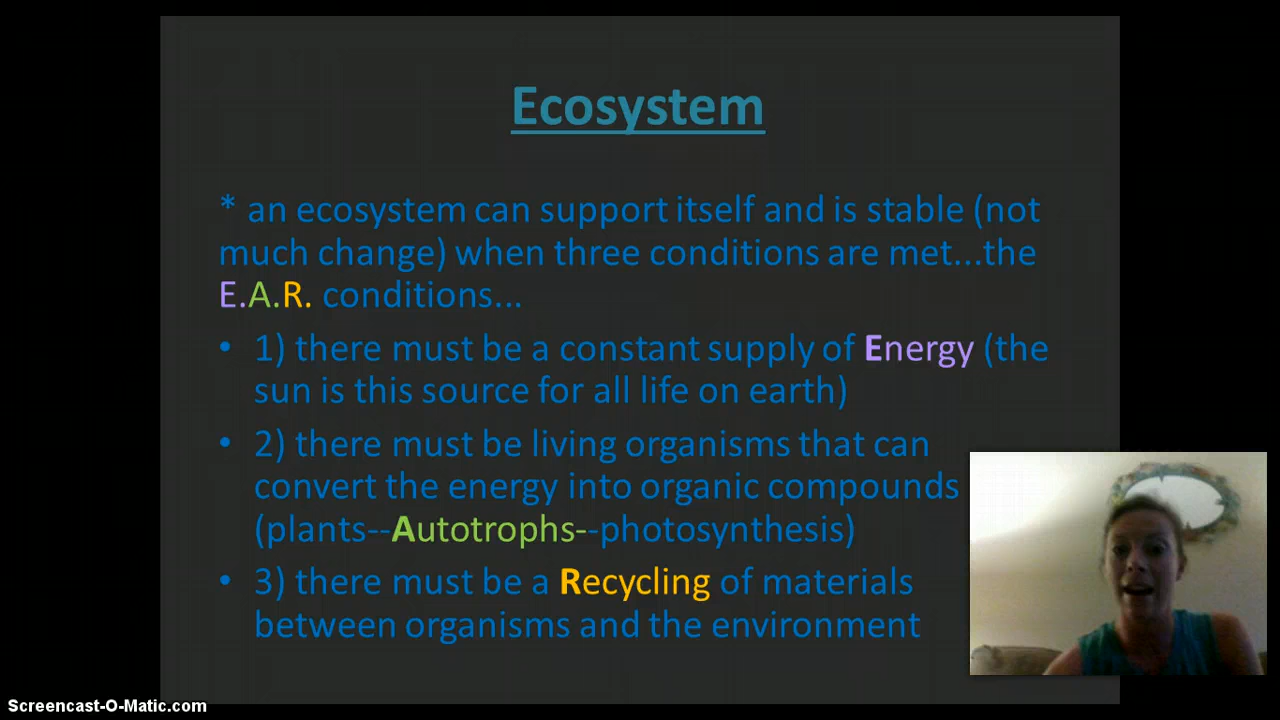 Ecosystem
* an ecosystem can support itself and is stable (not
much change) when three conditions are met...the
E.A.R. conditions...
• 1) there must be a constant supply of Energy (the
sun is this source for all life on earth)
• 2) there must be living organisms that can
convert the energy into organic compounds
(plants--Autotrophs--photosynthesis)
• 3) there must be a Recycling of materials
between organisms and the environment
Screencast-O-Matic.com